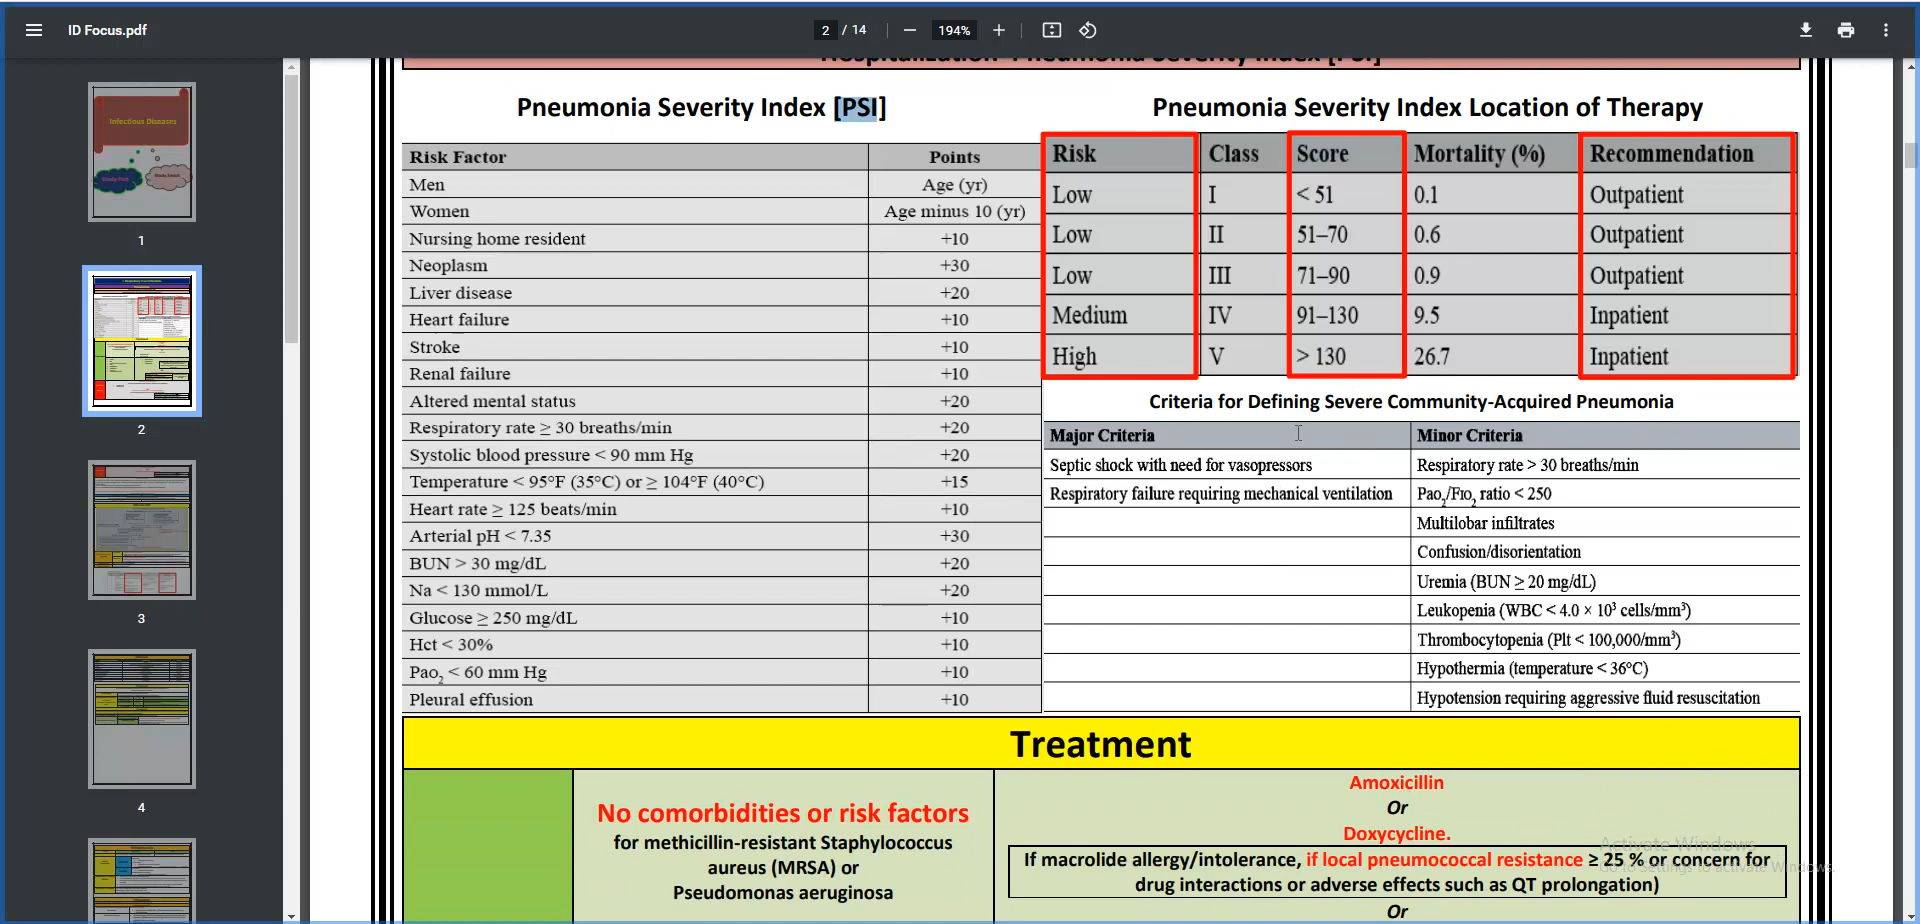 ID Focus.pdf
2 / 14
194%
Infectious Diseases
1
2
3
4
Pneumonia Severity Index [PSI]
Risk Factor Points
Men Age (yr)
Women Age minus 10 (yr)
Nursing home resident +10
Neoplasm +30
Liver disease +20
Heart failure +10
Stroke +10
Renal failure +10
Altered mental status +20
Respiratory rate ≥ 30 breaths/min +20
Systolic blood pressure < 90 mm Hg +20
Temperature < 95°F (35°C) or ≥ 104°F (40°C) +15
Heart rate ≥ 125 beats/min +10
Arterial pH < 7.35 +30
BUN > 30 mg/dL +20
Na < 130 mmol/L +20
Glucose ≥ 250 mg/dL +10
Hct < 30% +10
Pao₂ < 60 mm Hg +10
Pleural effusion +10
Pneumonia Severity Index Location of Therapy
Risk Class Score Mortality (%) Recommendation
Low I < 51 0.1 Outpatient
Low II 51–70 0.6 Outpatient
Low III 71–90 0.9 Outpatient
Medium IV 91–130 9.5 Inpatient
High V > 130 26.7 Inpatient
Criteria for Defining Severe Community-Acquired Pneumonia
Major Criteria Minor Criteria
Septic shock with need for vasopressors Respiratory rate > 30 breaths/min
Respiratory failure requiring mechanical ventilation Pao₂/Fio₂ ratio < 250
Multilobar infiltrates
Confusion/disorientation
Uremia (BUN ≥ 20 mg/dL)
Leukopenia (WBC < 4.0 × 10³ cells/mm³)
Thrombocytopenia (Plt < 100,000/mm³)
Hypothermia (temperature < 36°C)
Hypotension requiring aggressive fluid resuscitation
Treatment
No comorbidities or risk factors
for methicillin-resistant Staphylococcus
aureus (MRSA) or
Pseudomonas aeruginosa
Amoxicillin
Or
Doxycycline.
If macrolide allergy/intolerance, if local pneumococcal resistance ≥ 25 % or concern for
drug interactions or adverse effects such as QT prolongation)
Or
Activate Windows
Go to Settings to activate Windows.